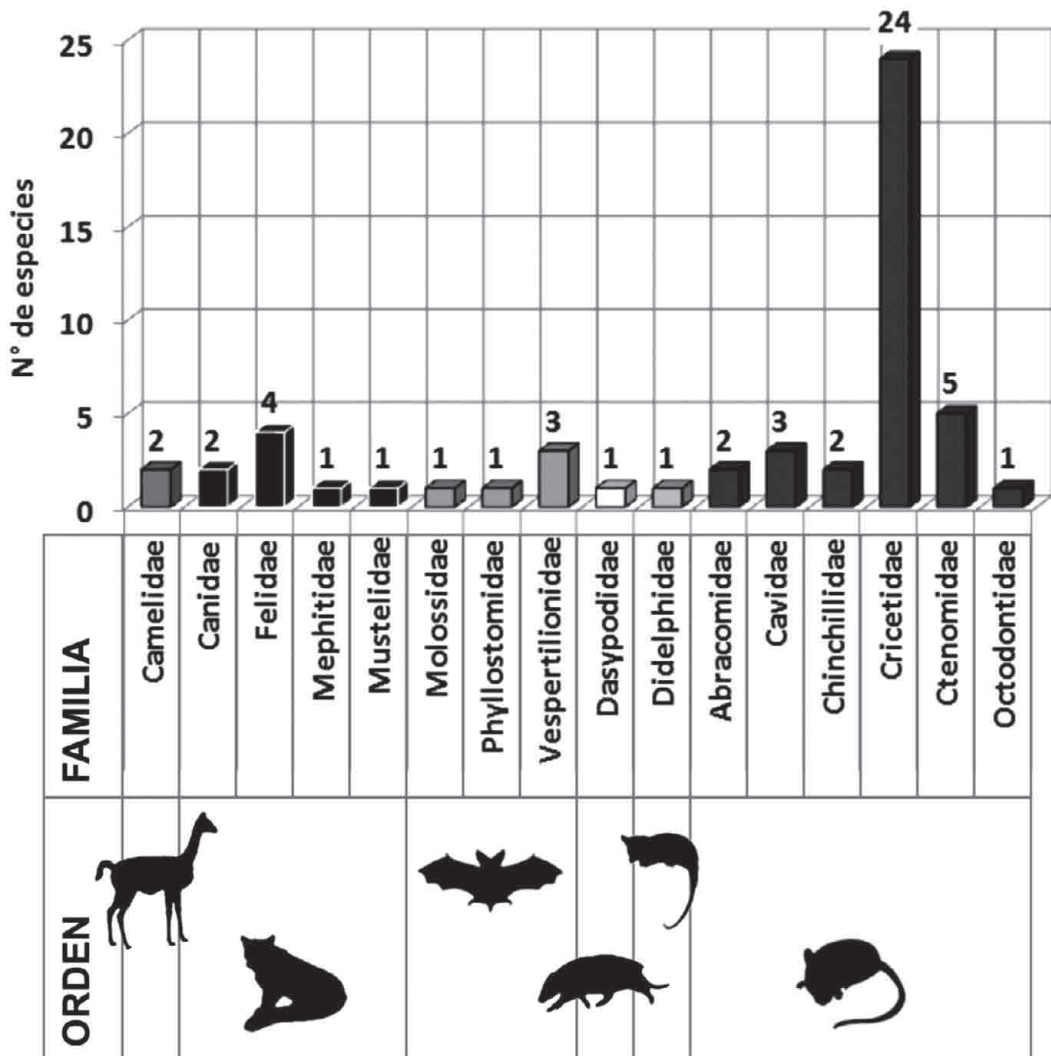 N° de especies
25
20
15
10
5
0
2
2
4
1
1
1
1
3
1
1
2
3
2
24
5
1
FAMILIA
Camelidae
Canidae
Felidae
Mephitidae
Mustelidae
Molossidae
Phyllostomidae
Vespertilionidae
Dasypodidae
Didelphidae
Abracomidae
Cavidae
Chinchillidae
Cricetidae
Ctenomidae
Octodontidae
ORDEN